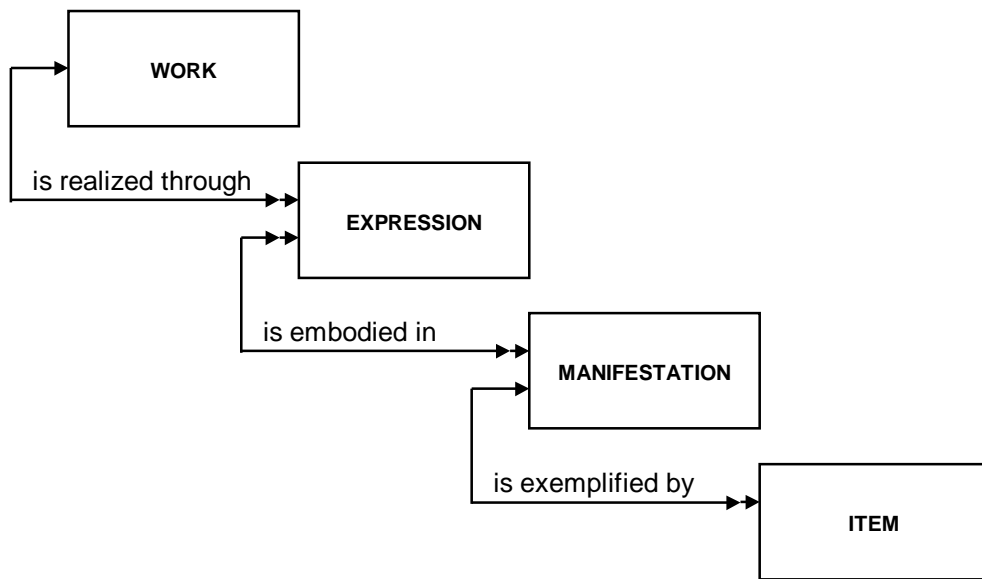 WORK
is realized through
EXPRESSION
is embodied in
MANIFESTATION
is exemplified by
ITEM